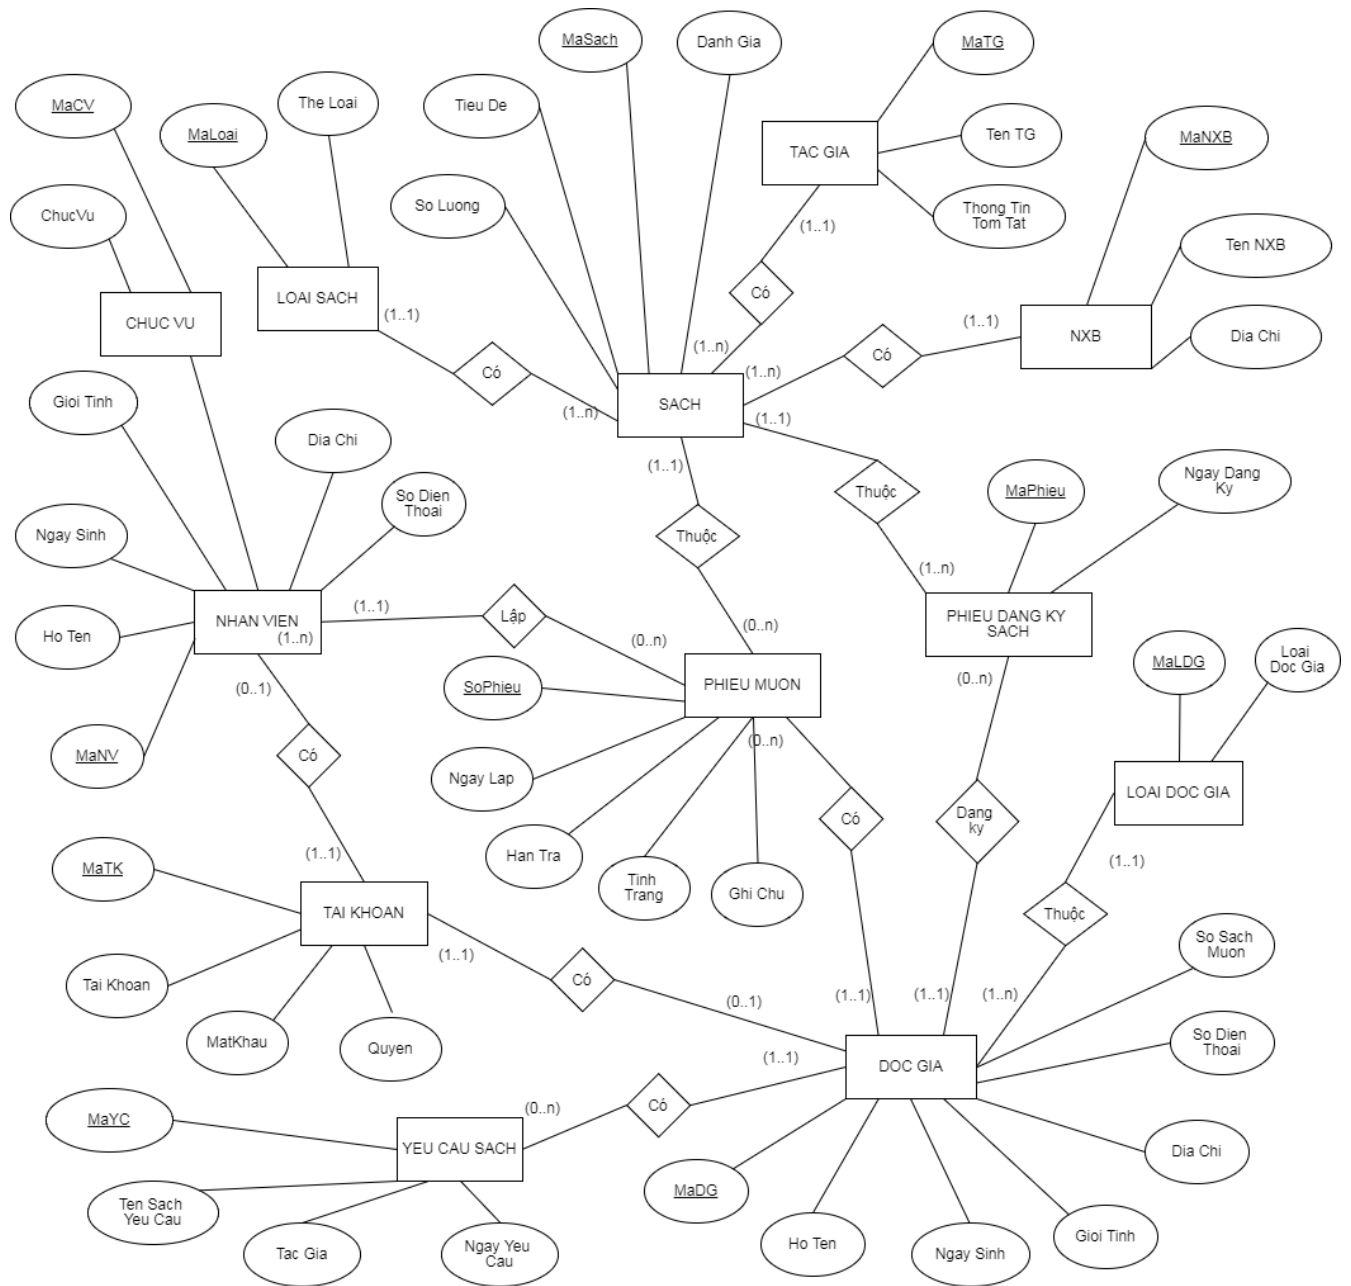 MaSach
Danh Gia
MaTG
MaCV
The Loai
Tieu De
MaLoai
Ten TG
MaNXB
TAC GIA
ChucVu
So Luong
Thong Tin
Tom Tat
(1..1)
Ten NXB
LOAI SACH
Có
CHUC VU
(1..1)
(1..1)
NXB
Dia Chi
(1..n)
Có
Có
(1..n)
Gioi Tinh
(1..n)
SACH
(1..1)
Dia Chi
(1..1)
Ngay Dang
Ky
Thuộc
MaPhieu
So Dien
Thoai
Ngay Sinh
Thuộc
(1..n)
(1..1)
NHAN VIEN
Lập
PHIEU DANG KY
SACH
Ho Ten
(1..n)
(0..n)
(0..n)
Loai
Doc Gia
MaLDG
(0..n)
(0..1)
SoPhieu
PHIEU MUON
(0..n)
MaNV
Có
Ngay Lap
LOAI DOC GIA
Có
Dang
ky
(1..1)
Han Tra
(1..1)
MaTK
Tinh
Trang
Ghi Chu
TAI KHOAN
Thuộc
So Sach
Muon
(1..1)
Tai Khoan
Có
(0..1)
(1..1)
(1..1)
(1..n)
MatKhau
Quyen
So Dien
Thoai
(1..1)
DOC GIA
(0..n)
Có
MaYC
YEU CAU SACH
Dia Chi
MaDG
Ten Sach
Yeu Cau
Gioi Tinh
Ho Ten
Tac Gia
Ngay Yeu
Cau
Ngay Sinh